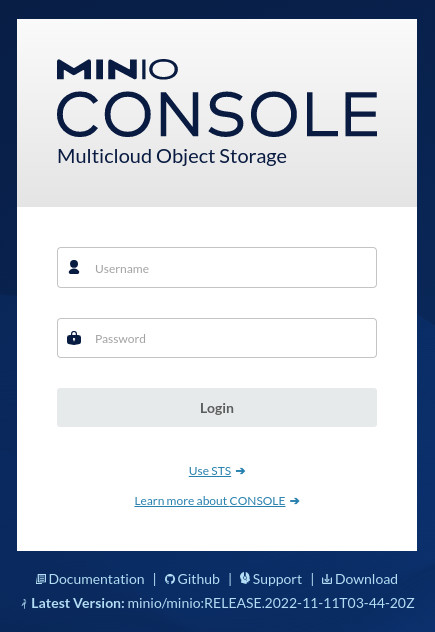 MINIO
CONSOLE
Multicloud Object Storage
Username
Password
Login
Use STS ➔
Learn more about CONSOLE ➔
Documentation | Github | Support | Download
Latest Version: minio/minio:RELEASE.2022-11-11T03-44-20Z